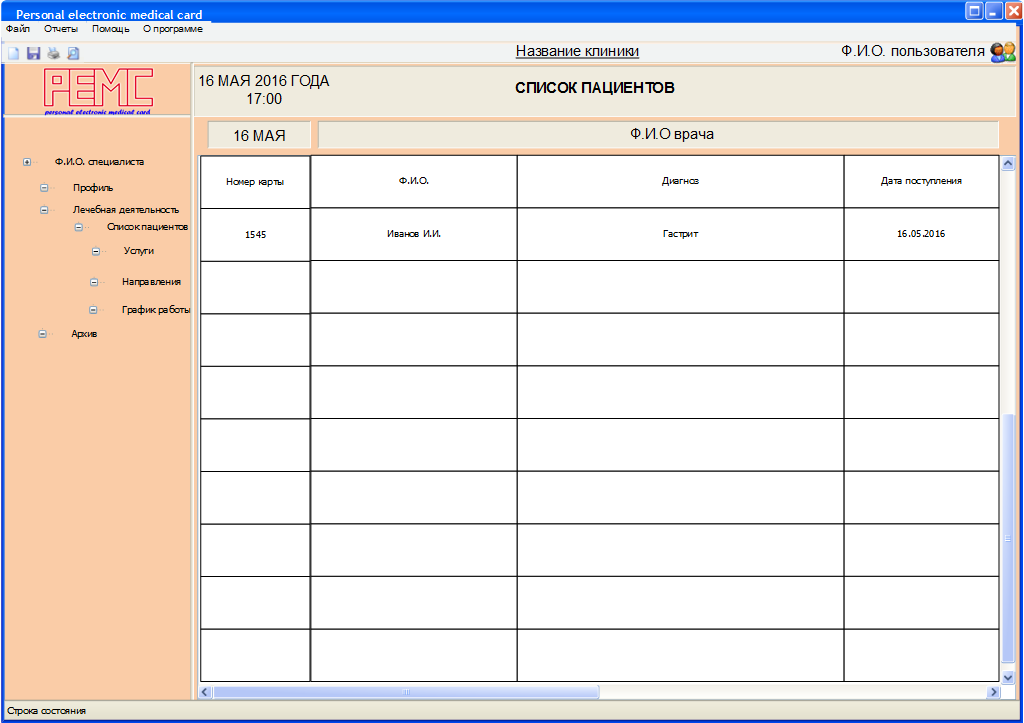 Personal electronic medical card
Файл Отчеты Помощь О программе
Название клиники
Ф.И.О. пользователя
PEMC
personal electronic medical card
16 МАЯ 2016 ГОДА
17:00
СПИСОК ПАЦИЕНТОВ
16 МАЯ
Ф.И.О врача
Ф.И.О. специалиста
Профиль
Лечебная деятельность
Список пациентов
Услуги
Направления
График работы
Архив
Номер карты Ф.И.О. Диагноз Дата поступления
1545 Иванов И.И. Гастрит 16.05.2016
Строка состояния